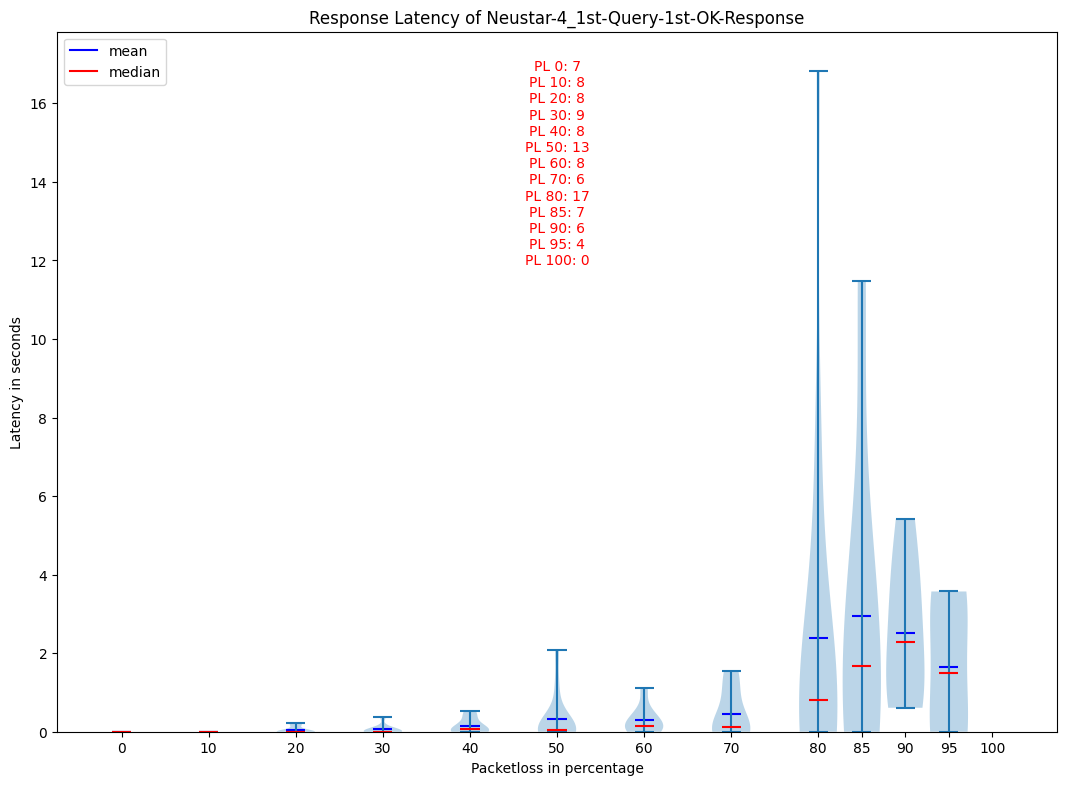 Response Latency of Neustar-4_1st-Query-1st-OK-Response
mean
median
PL 0: 7
PL 10: 8
PL 20: 8
PL 30: 9
PL 40: 8
PL 50: 13
PL 60: 8
PL 70: 6
PL 80: 17
PL 85: 7
PL 90: 6
PL 95: 4
PL 100: 0
Latency in seconds
16
14
12
10
8
6
4
2
0
0 10 20 30 40 50 60 70 80 85 90 95 100
Packetloss in percentage